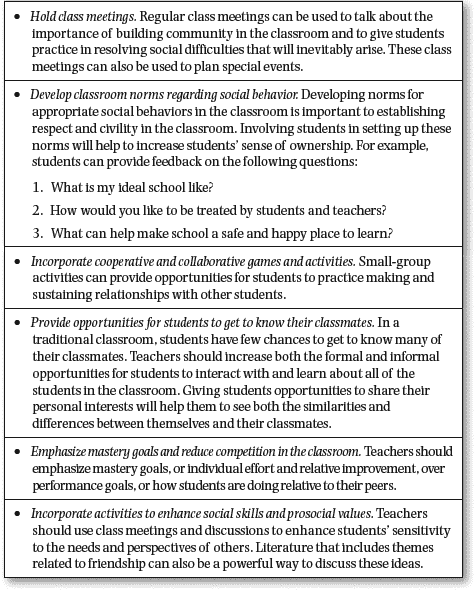 • Hold class meetings. Regular class meetings can be used to talk about the
importance of building community in the classroom and to give students
practice in resolving social difficulties that will inevitably arise. These class
meetings can also be used to plan special events.
• Develop classroom norms regarding social behavior. Developing norms for
appropriate social behaviors in the classroom is important to establishing
respect and civility in the classroom. Involving students in setting up these
norms will help to increase students’ sense of ownership. For example,
students can provide feedback on the following questions:
1. What is my ideal school like?
2. How would you like to be treated by students and teachers?
3. What can help make school a safe and happy place to learn?
• Incorporate cooperative and collaborative games and activities. Small-group
activities can provide opportunities for students to practice making and
sustaining relationships with other students.
• Provide opportunities for students to get to know their classmates. In a
traditional classroom, students have few chances to get to know many of
their classmates. Teachers should increase both the formal and informal
opportunities for students to interact with and learn about all of the
students in the classroom. Giving students opportunities to share their
personal interests will help them to see both the similarities and
differences between themselves and their classmates.
• Emphasize mastery goals and reduce competition in the classroom. Teachers should
emphasize mastery goals, or individual effort and relative improvement, over
performance goals, or how students are doing relative to their peers.
• Incorporate activities to enhance social skills and prosocial values. Teachers
should use class meetings and discussions to enhance students’ sensitivity
to the needs and perspectives of others. Literature that includes themes
related to friendship can also be a powerful way to discuss these ideas.